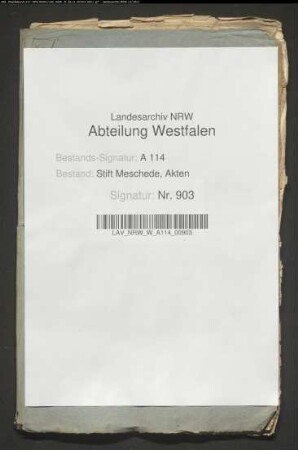 Landesarchiv NRW
Abteilung Westfalen
Bestands-Signatur: A 114
Bestand: Stift Meschede, Akten
Signatur: Nr. 903
LAV_NRW_W_A114_00903